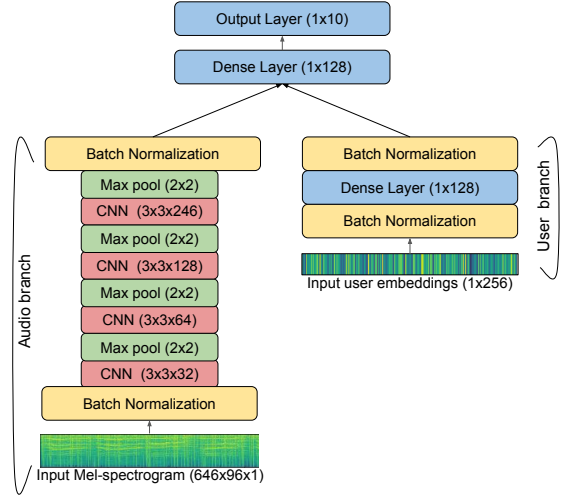 Output Layer (1x10)
Dense Layer (1x128)
Batch Normalization
Max pool (2x2)
CNN (3x3x246)
Max pool (2x2)
CNN (3x3x128)
Max pool (2x2)
CNN (3x3x64)
Max pool (2x2)
CNN (3x3x32)
Batch Normalization
Input Mel-spectrogram (646x96x1)
Audio branch
Batch Normalization
Dense Layer (1x128)
Batch Normalization
Input user embeddings (1x256)
User branch